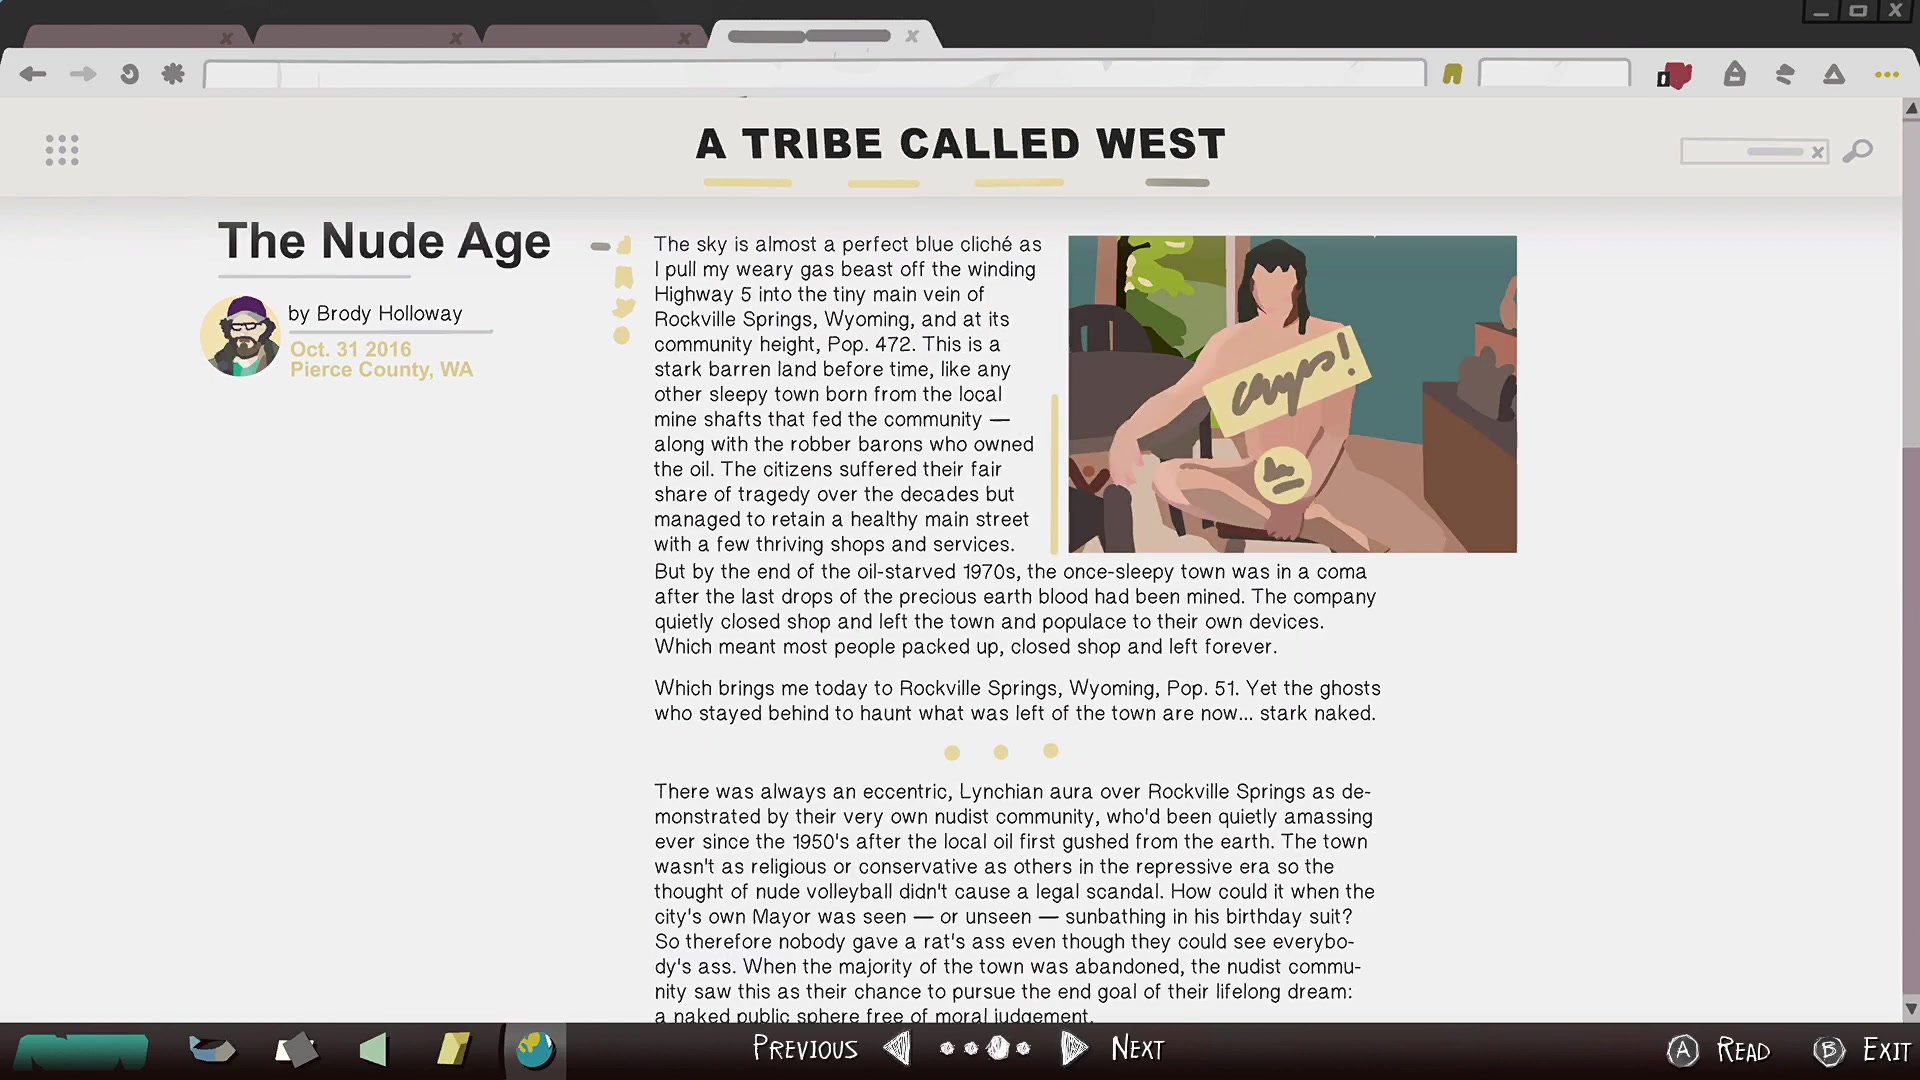 A TRIBE CALLED WEST
The Nude Age
by Brody Holloway
Oct. 31 2016
Pierce County, WA
The sky is almost a perfect blue cliché as
I pull my weary gas beast off the winding
Highway 5 into the tiny main vein of
Rockville Springs, Wyoming, and at its
community height, Pop. 472. This is a
stark barren land before time, like any
other sleepy town born from the local
mine shafts that fed the community —
along with the robber barons who owned
the oil. The citizens suffered their fair
share of tragedy over the decades but
managed to retain a healthy main street
with a few thriving shops and services.
But by the end of the oil-starved 1970s, the once-sleepy town was in a coma
after the last drops of the precious earth blood had been mined. The company
quietly closed shop and left the town and populace to their own devices.
Which meant most people packed up, closed shop and left forever.
Which brings me today to Rockville Springs, Wyoming, Pop. 51. Yet the ghosts
who stayed behind to haunt what was left of the town are now... stark naked.
There was always an eccentric, Lynchian aura over Rockville Springs as de-
monstrated by their very own nudist community, who'd been quietly amassing
ever since the 1950's after the local oil first gushed from the earth. The town
wasn't as religious or conservative as others in the repressive era so the
thought of nude volleyball didn't cause a legal scandal. How could it when the
city's own Mayor was seen — or unseen — sunbathing in his birthday suit?
So therefore nobody gave a rat's ass even though they could see everybo-
dy's ass. When the majority of the town was abandoned, the nudist commu-
nity saw this as their chance to pursue the end goal of their lifelong dream:
a naked public sphere free of moral judgement.
PREVIOUS NEXT
A READ B EXIT